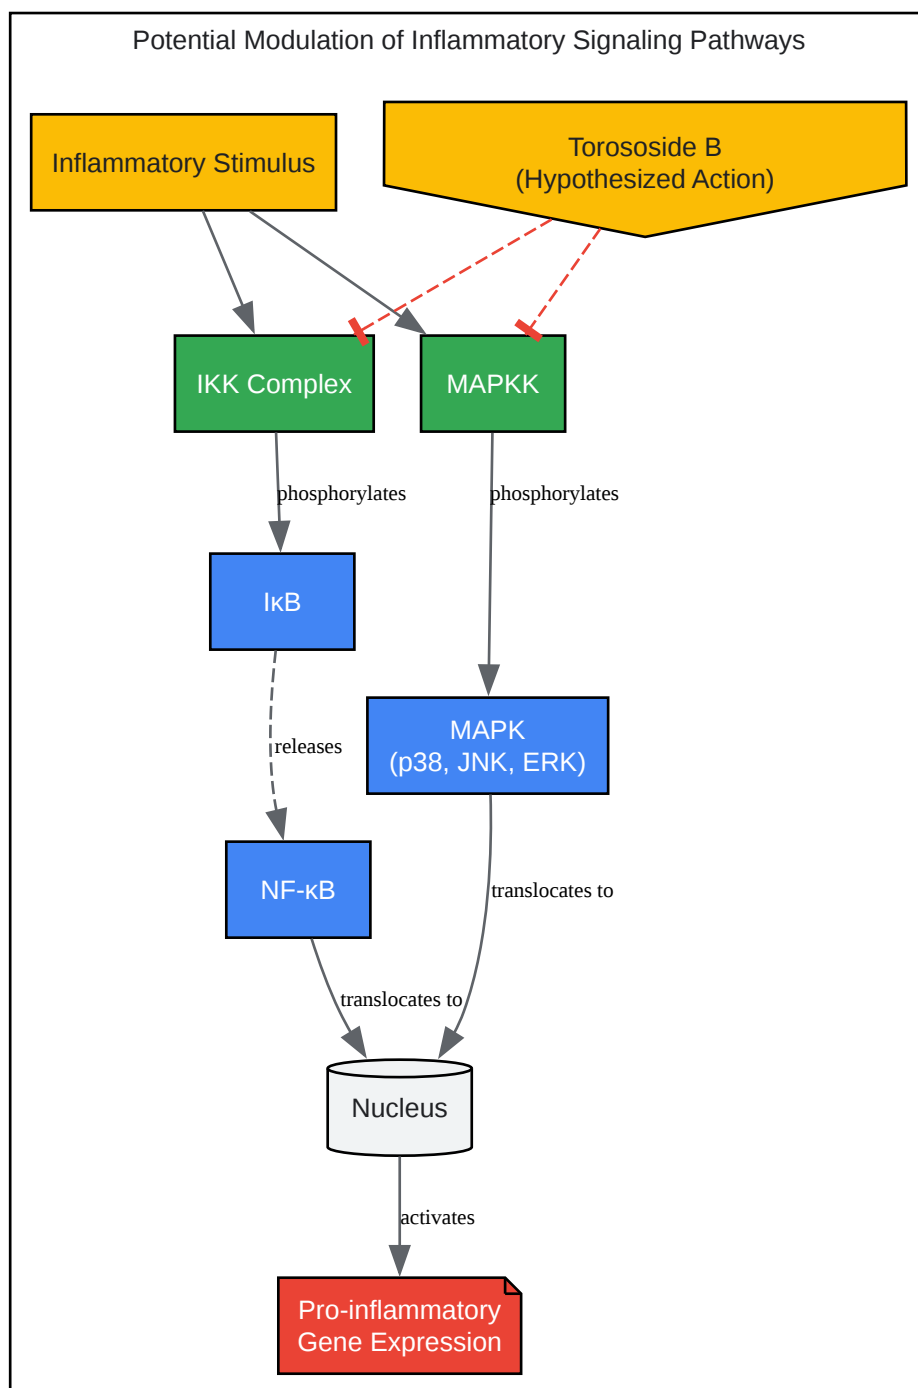 Potential Modulation of Inflammatory Signaling Pathways
Inflammatory Stimulus
Torososide B
(Hypothesized Action)
IKK Complex
MAPKK
phosphorylates
phosphorylates
IκB
releases
MAPK
(p38, JNK, ERK)
NF-κB
translocates to
translocates to
Nucleus
activates
Pro-inflammatory
Gene Expression